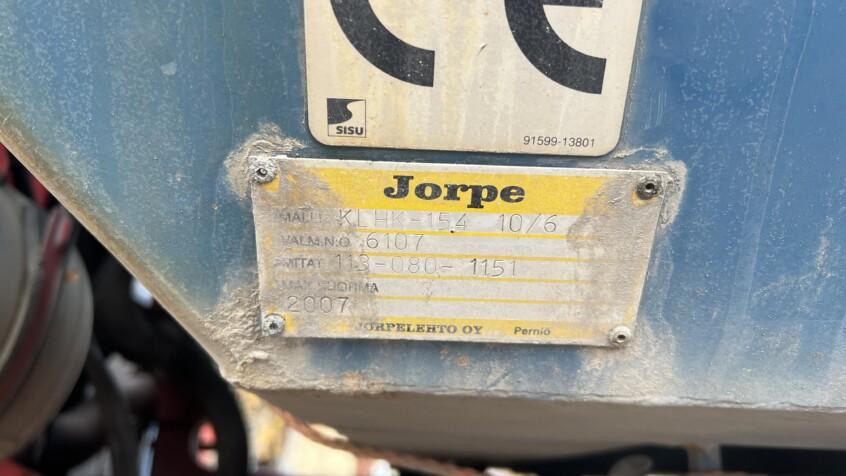 CE
SISU
91599-13801
Jorpe
MALLI KLHK-154 10/6
VALM.N:O 6107
MITAT 113-080-1151
MAX KUORMA
2007
JORPELEHTO OY Perniö